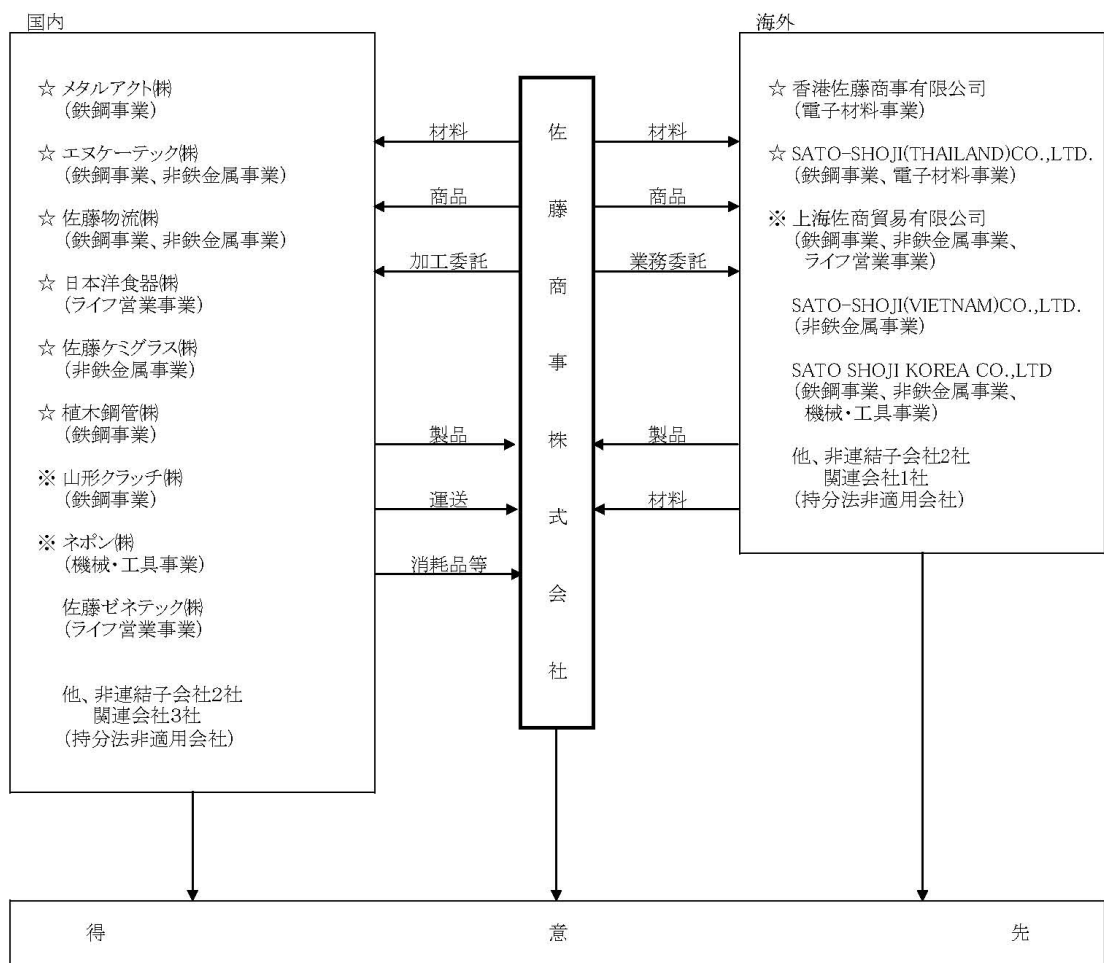 国内
☆ メタルアクト㈱
(鉄鋼事業)
☆ エヌケーテック㈱
(鉄鋼事業、非鉄金属事業)
☆ 佐藤物流㈱
(鉄鋼事業、非鉄金属事業)
☆ 日本洋食器㈱
(ライフ営業事業)
☆ 佐藤ケミグラス㈱
(非鉄金属事業)
☆ 植木鋼管㈱
(鉄鋼事業)
※ 山形クラッチ㈱
(鉄鋼事業)
※ ネポン㈱
(機械・工具事業)
佐藤ゼネテック㈱
(ライフ営業事業)
他、非連結子会社2社
関連会社3社
(持分法非適用会社)
材料
商品
加工委託
製品
運送
消耗品等
佐藤商事株式会社
材料
商品
業務委託
製品
材料
海外
☆ 香港佐藤商事有限公司
(電子材料事業)
☆ SATO-SHOJI(THAILAND)CO.,LTD.
(鉄鋼事業、電子材料事業)
※ 上海佐商貿易有限公司
(鉄鋼事業、非鉄金属事業、
ライフ営業事業)
SATO-SHOJI(VIETNAM)CO.,LTD.
(非鉄金属事業)
SATO SHOJI KOREA CO.,LTD
(鉄鋼事業、非鉄金属事業、
機械・工具事業)
他、非連結子会社2社
関連会社1社
(持分法非適用会社)
得意先